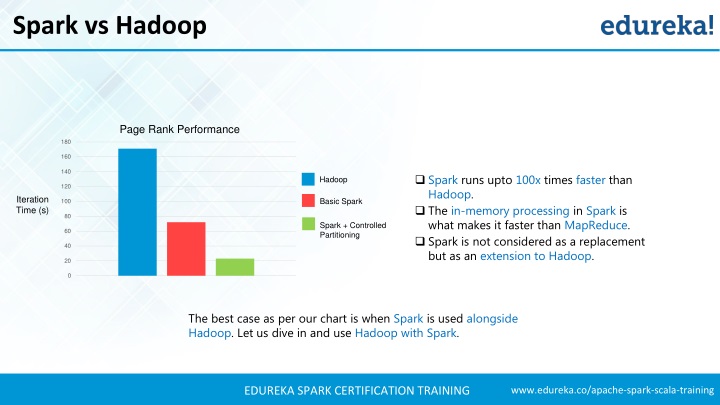 Spark vs Hadoop
edureka!
Page Rank Performance
180
160
140
120
100
80
60
40
20
0
Iteration
Time (s)
Hadoop
Basic Spark
Spark + Controlled
Partitioning
Spark runs upto 100x times faster than
Hadoop.
The in-memory processing in Spark is
what makes it faster than MapReduce.
Spark is not considered as a replacement
but as an extension to Hadoop.
The best case as per our chart is when Spark is used alongside
Hadoop. Let us dive in and use Hadoop with Spark.
EDUREKA SPARK CERTIFICATION TRAINING
www.edureka.co/apache-spark-scala-training